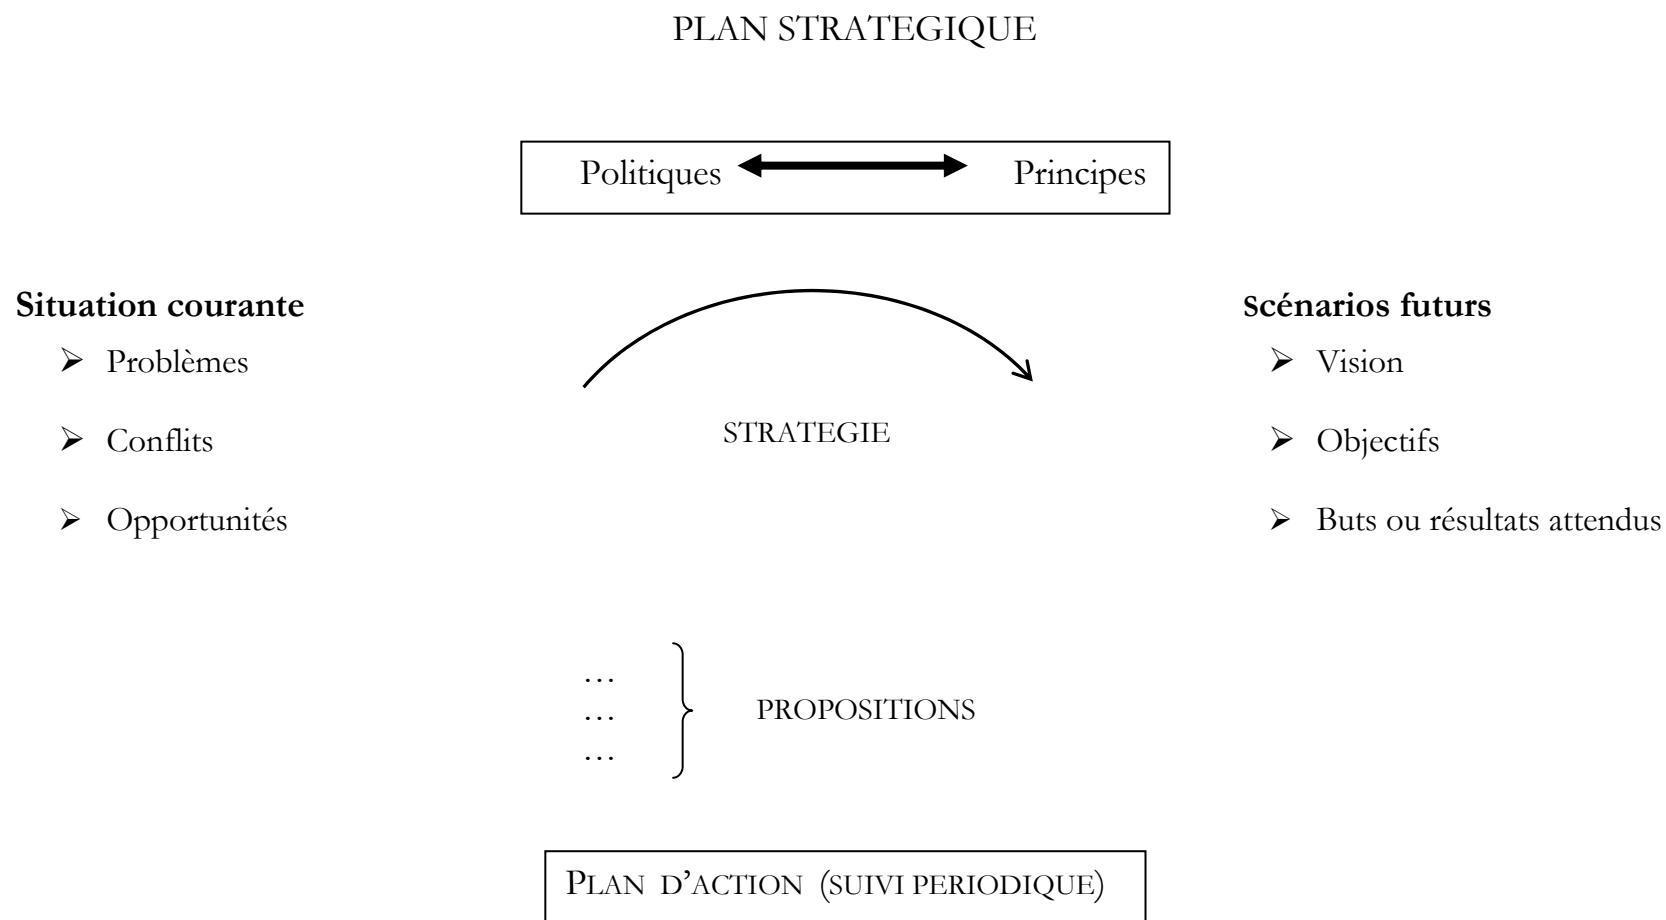 PLAN STRATEGIQUE
Politiques Principes
Situation courante
➢ Problèmes
➢ Conflits
➢ Opportunités
STRATEGIE
Scénarios futurs
➢ Vision
➢ Objectifs
➢ Buts ou résultats attendus
…
…
…
PROPOSITIONS
PLAN D’ACTION (SUIVI PERIODIQUE)